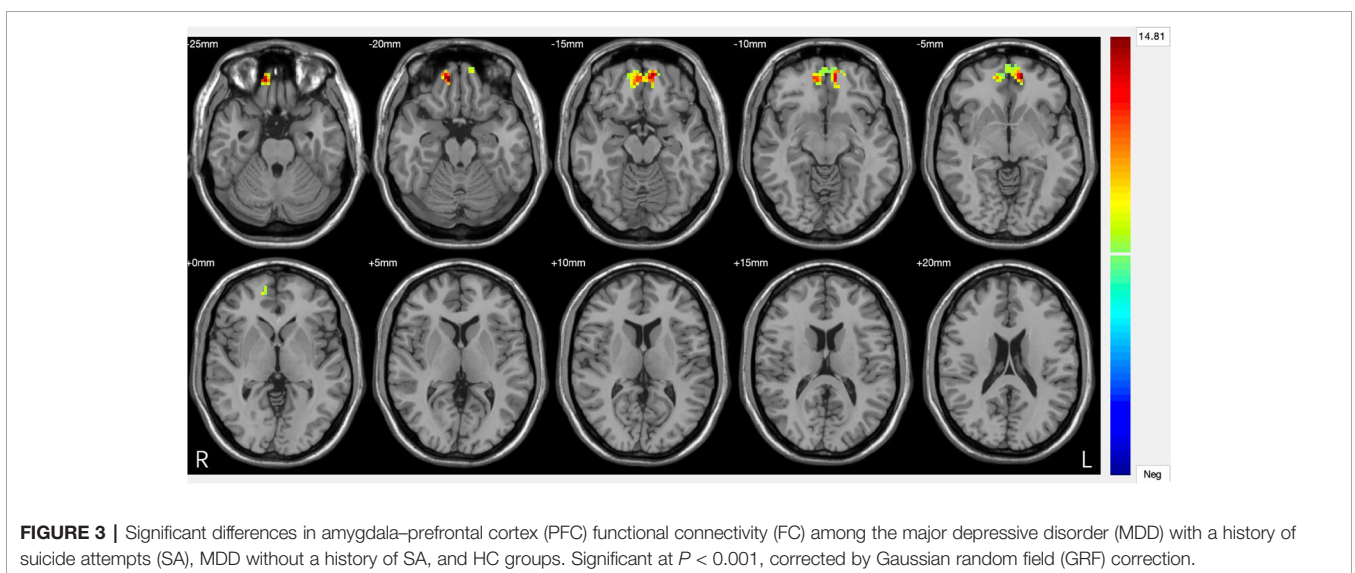 -25mm
-20mm
-15mm
-10mm
-5mm
14.81
+0mm
+5mm
+10mm
+15mm
+20mm
R
L
Neg
FIGURE 3 | Significant differences in amygdala–prefrontal cortex (PFC) functional connectivity (FC) among the major depressive disorder (MDD) with a history of
suicide attempts (SA), MDD without a history of SA, and HC groups. Significant at P < 0.001, corrected by Gaussian random field (GRF) correction.